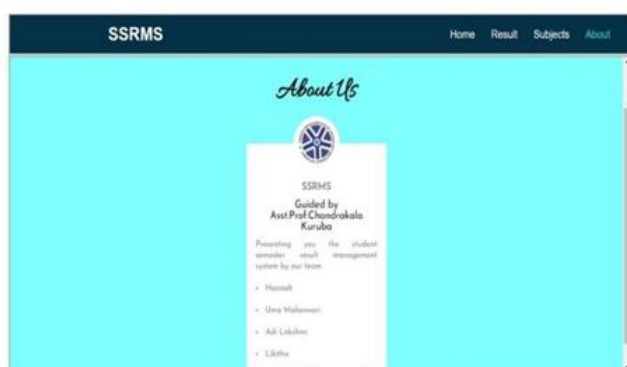 SSRMS
Home Result Subjects About
About Us
SSRMS
Guided by
Asst.Prof.Chandrakala
Kuruba
Presenting you the student
semester result management
system by our team
• Hannah
• Uma Maheswari
• Adi Lakshmi
• Likitha